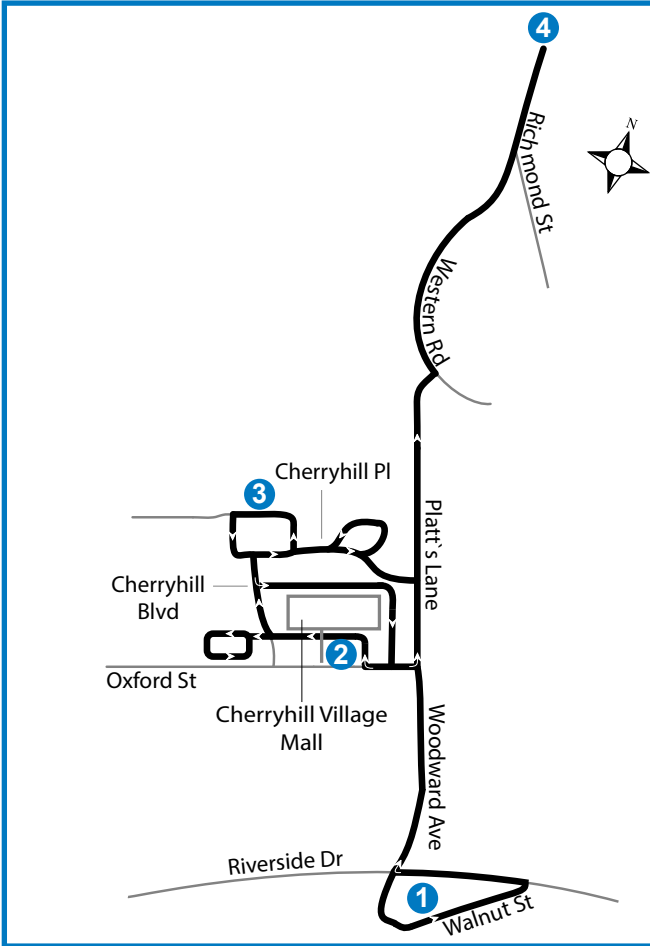 4
N
Richmond St
Western Rd
Cherryhill Pl
3
Platt`s Lane
Cherryhill
Blvd
2
Oxford St
Cherryhill Village
Mall
Woodward Ave
Riverside Dr
1
Walnut St